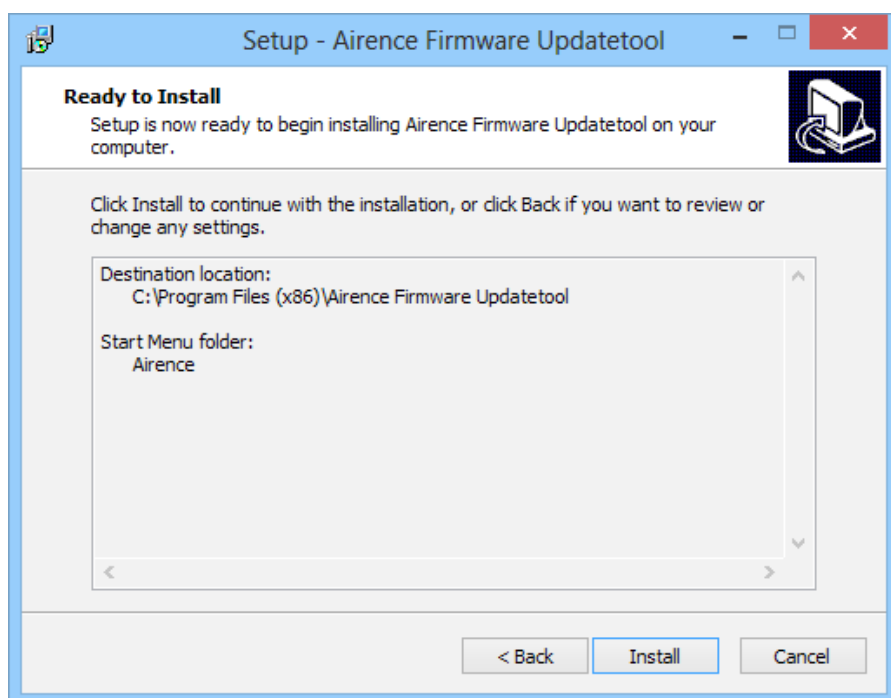 Setup - Airence Firmware Updatetool
Ready to Install
Setup is now ready to begin installing Airence Firmware Updatetool on your
computer.
Click Install to continue with the installation, or click Back if you want to review or
change any settings.
Destination location:
C:\Program Files (x86)\Airence Firmware Updatetool
Start Menu folder:
Airence
< Back Install Cancel